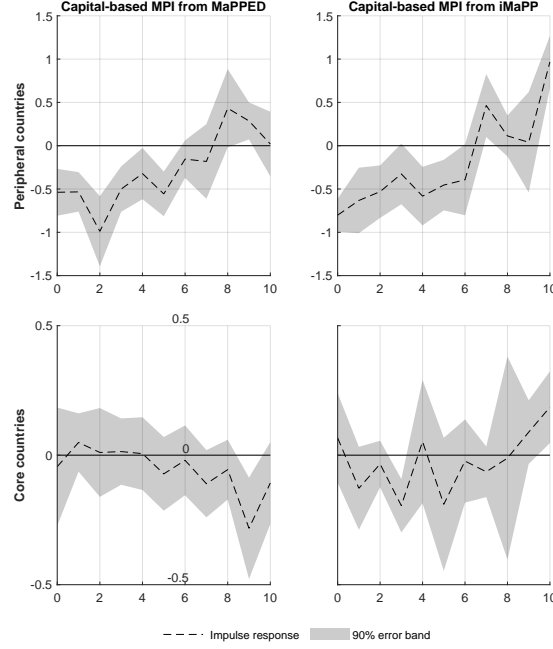 Capital-based MPI from MaPPED
Capital-based MPI from iMaPP
Peripheral countries
1.5
1
0.5
0
-0.5
-1
-1.5
0 2 4 6 8 10
1.5
1
0.5
0
-0.5
-1
-1.5
0 2 4 6 8 10
Core countries
0.5
0
-0.5
0.5
0
-0.5
0 2 4 6 8 10
0 2 4 6 8 10
Impulse response
90% error band